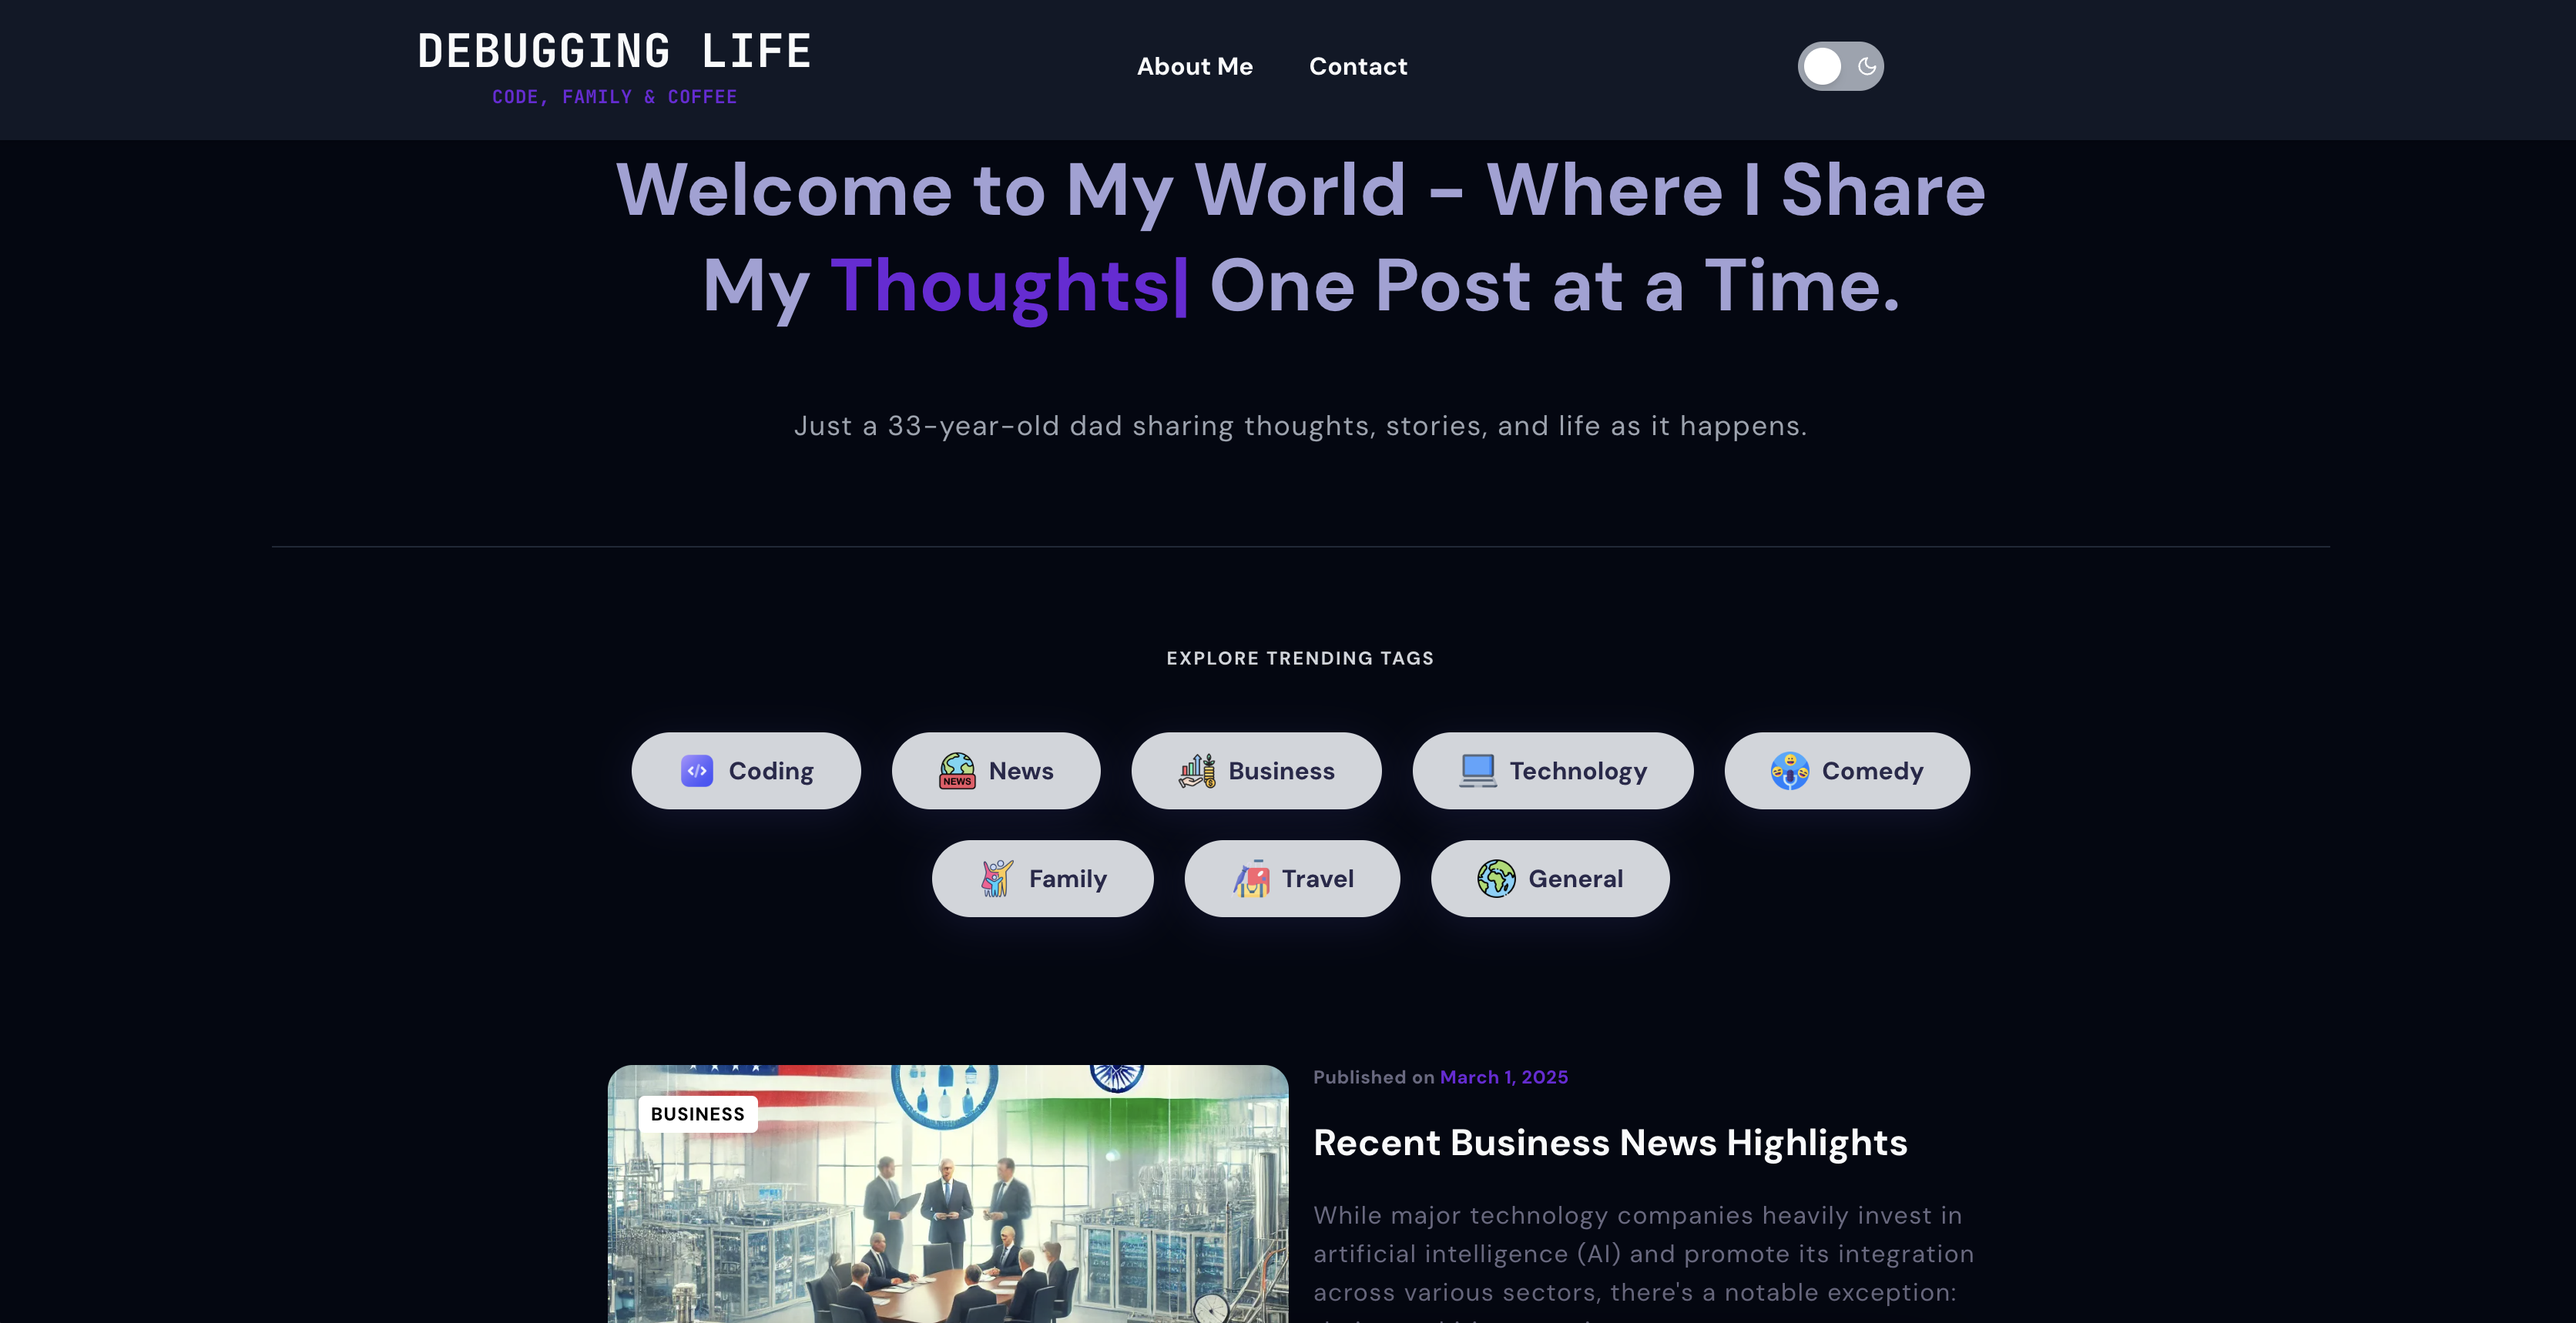 DEBUGGING LIFE
CODE, FAMILY & COFFEE
About Me
Contact
Welcome to My World - Where I Share
My Thoughts| One Post at a Time.
Just a 33-year-old dad sharing thoughts, stories, and life as it happens.
EXPLORE TRENDING TAGS
Coding
NEWS
News
Business
Technology
Comedy
Family
Travel
General
BUSINESS
Published on March 1, 2025
Recent Business News Highlights
While major technology companies heavily invest in
artificial intelligence (AI) and promote its integration
across various sectors, there's a notable exception: